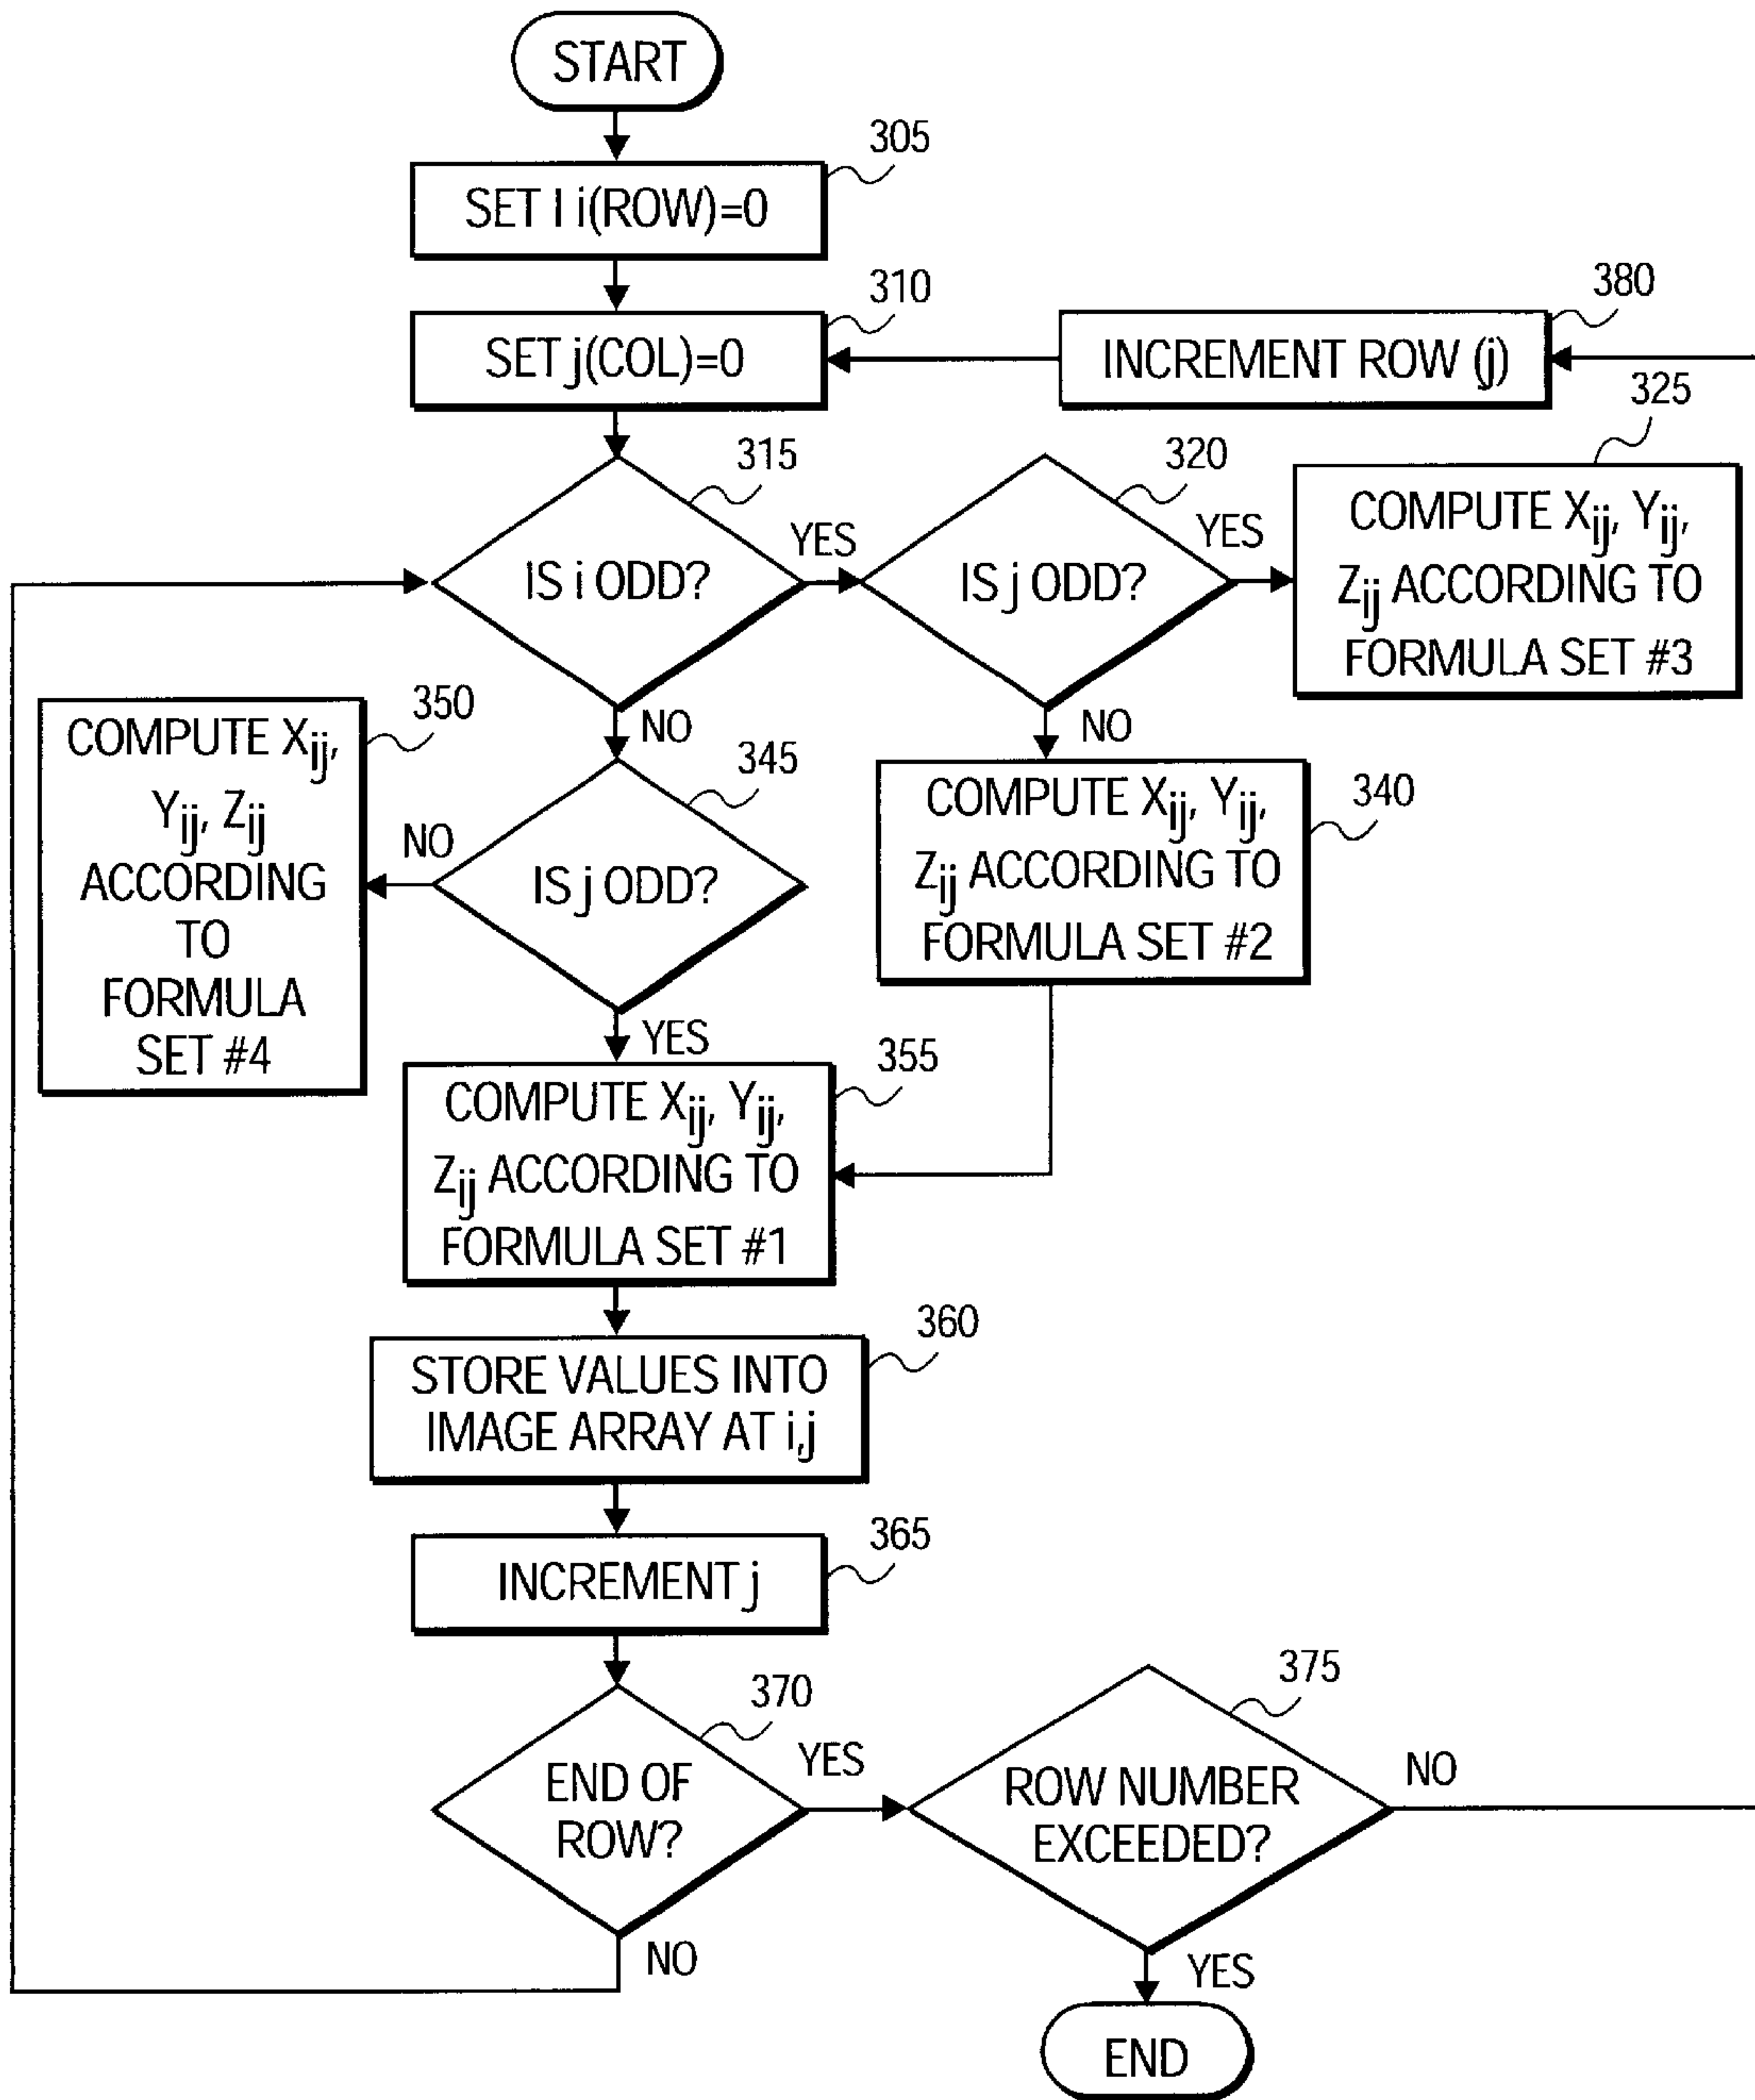 START
305
SET I i(ROW)=0
310
SET j(COL)=0
380
INCREMENT ROW (j)
315
IS i ODD?
YES
NO
320
IS j ODD?
YES
NO
325
COMPUTE Xij, Yij,
Zij ACCORDING TO
FORMULA SET #3
350
COMPUTE Xij,
Yij, Zij
ACCORDING
TO
FORMULA
SET #4
345
IS j ODD?
NO
YES
340
COMPUTE Xij, Yij,
Zij ACCORDING TO
FORMULA SET #2
355
COMPUTE Xij, Yij,
Zij ACCORDING TO
FORMULA SET #1
360
STORE VALUES INTO
IMAGE ARRAY AT i,j
365
INCREMENT j
370
END OF
ROW?
YES
NO
375
ROW NUMBER
EXCEEDED?
NO
YES
END